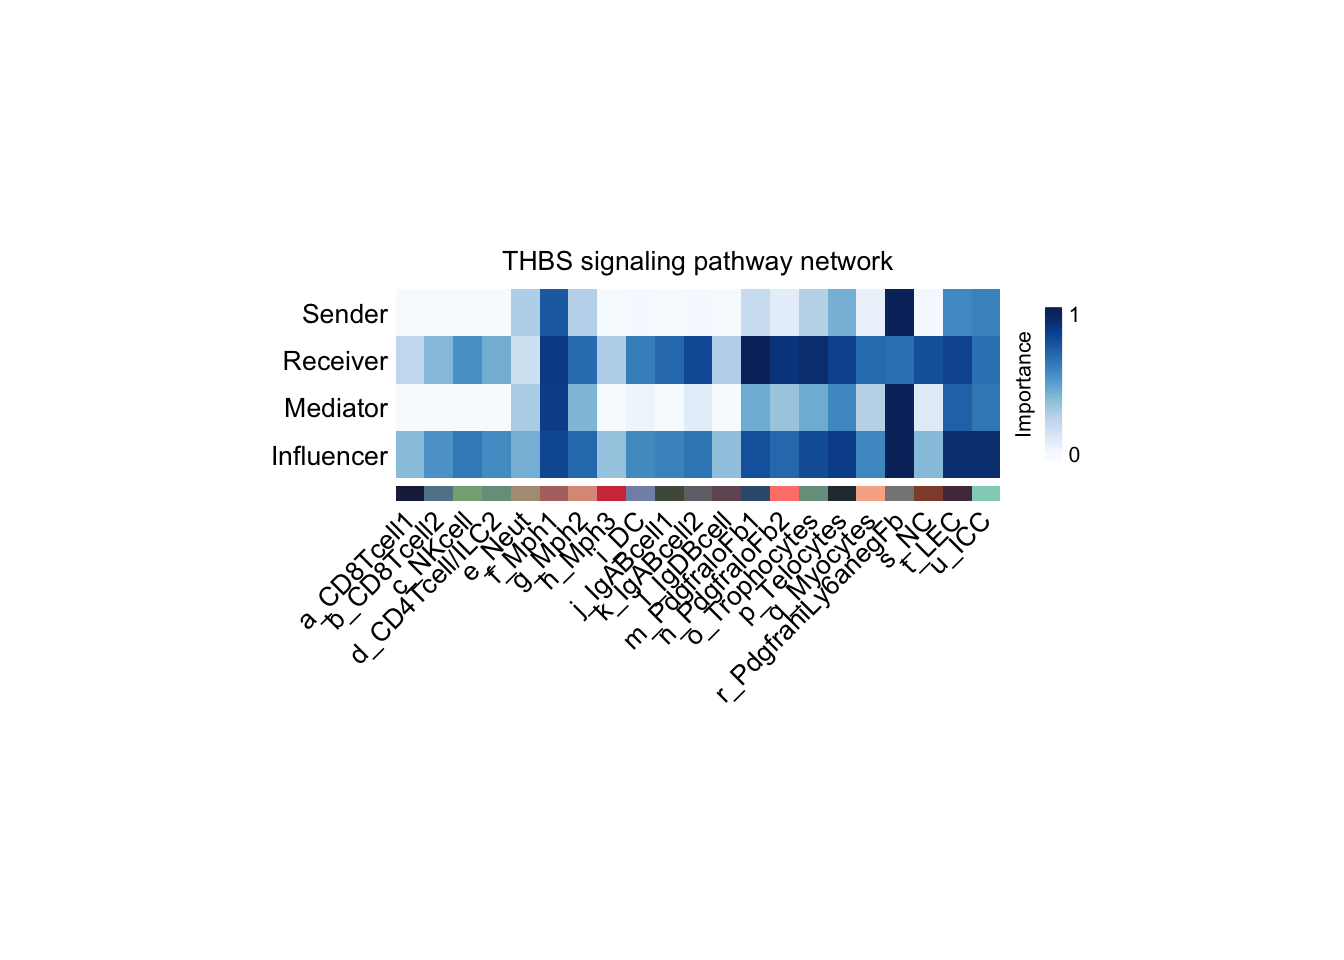 THBS signaling pathway network
Sender
Receiver
Mediator
Influencer
a_CD8Tcell1
b_CD8Tcell2
c_NKcell
d_CD4Tcell/ILC2
e_Neut
f_Mph1
g_Mph2
h_Mph3
i_DC
j_IgABcell1
k_IgABcell2
l_IgDBcell
m_PdgfraloFb1
n_PdgfraloFb2
o_Trophocytes
p_Telocytes
q_Myocytes
r_PdgfrahiLy6anegFb
s_NC
t_LEC
u_ICC
Importance
1
0